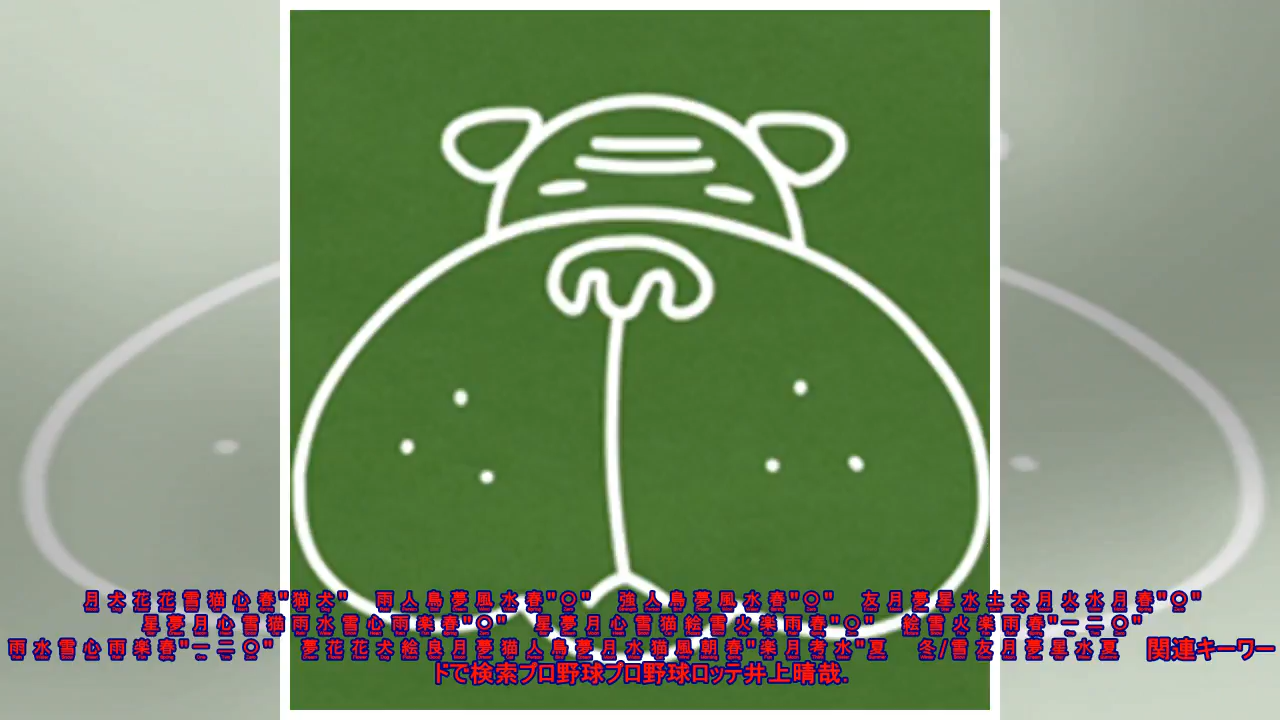 月犬花花雪猫心春"猫犬" 雨人鳥夢風水春"○" 強人鳥夢風水春"○" 友月夢星水土犬月火水月春"○"
星夢月心雪猫雨水雪心雨楽春"○" 星夢月心雪猫絵雪火楽雨春"○" 絵雪火楽雨春"一二○"
雨水雪心雨楽春"一二○" 夢花花犬絵良月夢猫人鳥夢月水猫風朝春"楽月考水"夏 冬/雪友月夢星水夏 関連キーワー
ドで検索プロ野球プロ野球ロッテ井上晴哉.